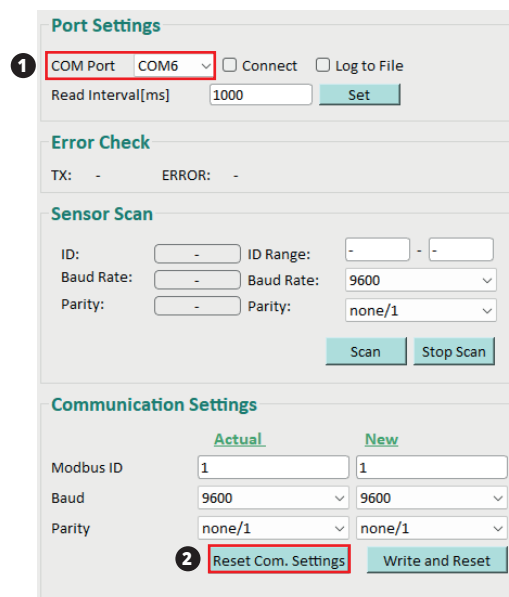 Port Settings
1 COM Port COM6 Connect Log to File
Read Interval[ms] 1000 Set
Error Check
TX: - ERROR: -
Sensor Scan
ID: - ID Range: - - -
Baud Rate: - Baud Rate: 9600
Parity: - Parity: none/1
Scan Stop Scan
Communication Settings
Actual New
Modbus ID 1 1
Baud 9600 9600
Parity none/1 none/1
2 Reset Com. Settings Write and Reset